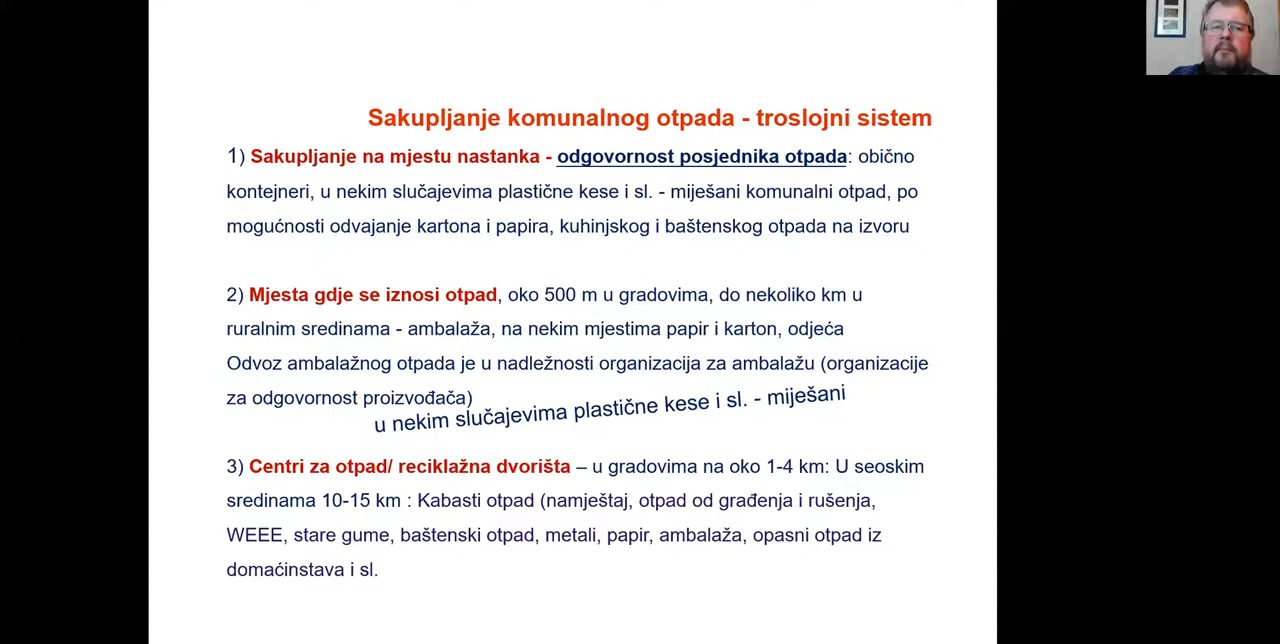 Sakupljanje komunalnog otpada - troslojni sistem
1) Sakupljanje na mjestu nastanka - odgovornost posjednika otpada: obično
kontejneri, u nekim slučajevima plastične kese i sl. - miješani komunalni otpad, po
mogućnosti odvajanje kartona i papira, kuhinjskog i baštenskog otpada na izvoru
2) Mjesta gdje se iznosi otpad, oko 500 m u gradovima, do nekoliko km u
ruralnim sredinama - ambalaža, na nekim mjestima papir i karton, odjeća
Odvoz ambalažnog otpada je u nadležnosti organizacija za ambalažu (organizacije
za odgovornost proizvođača)
u nekim slučajevima plastične kese i sl. - miješani
3) Centri za otpad/ reciklažna dvorišta – u gradovima na oko 1-4 km: U seoskim
sredinama 10-15 km : Kabasti otpad (namještaj, otpad od građenja i rušenja,
WEEE, stare gume, baštenski otpad, metali, papir, ambalaža, opasni otpad iz
domaćinstava i sl.